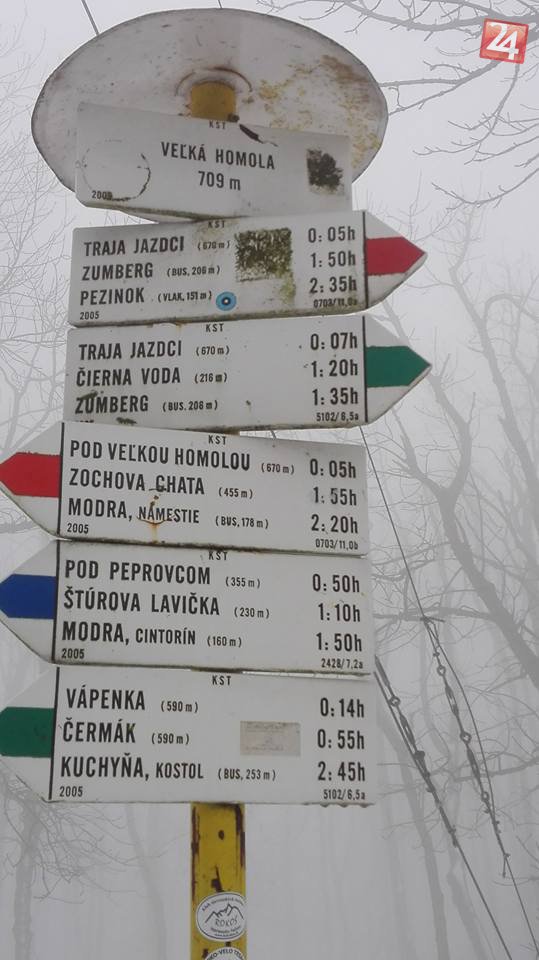 24
KST
VEĽKÁ HOMOLA
709 m
2005
KST
TRAJA JAZDCI (670 m) 0:05h
ZUMBERG (BUS, 206 m) 1:50h
PEZINOK (VLAK, 151 m) 2:35h
2005 0703/11,0a
KST
TRAJA JAZDCI (670 m) 0:07h
ČIERNA VODA (216 m) 1:20h
ZUMBERG (BUS. 206 m) 1:35h
5102/6,5a
KST
POD VEĽKOU HOMOLOU (670 m) 0:05h
ZOCHOVA CHATA (455 m) 1:55h
MODRA, NÁMESTIE (BUS, 178 m) 2:20h
2005 0703/11,0b
KST
POD PEPROVCOM (355 m) 0:50h
ŠTÚROVA LAVIČKA (230 m) 1:10h
MODRA, CINTORÍN (160 m) 1:50h
2005 2428/7,2a
KST
VÁPENKA (590 m) 0:14h
ČERMÁK (590 m) 0:55h
KUCHYŇA, KOSTOL (BUS, 253 m) 2:45h
2005 5102/6,5a
ROKOS